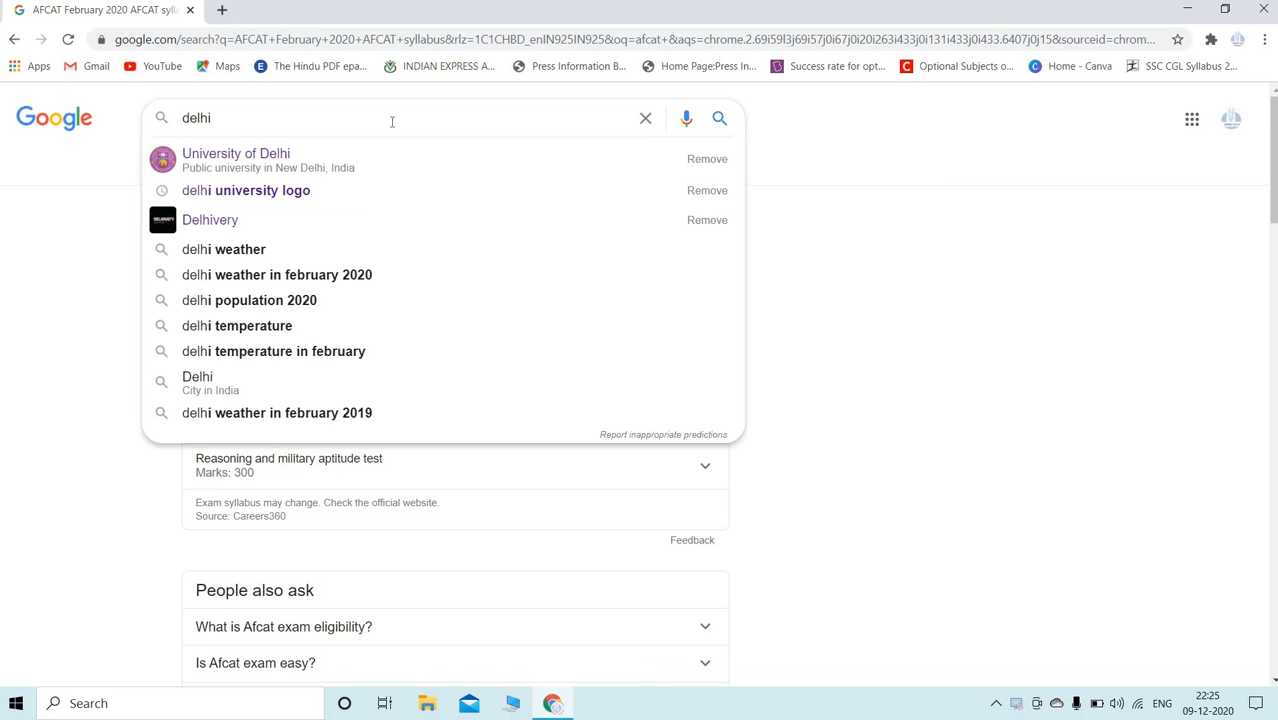 AFCAT February 2020 AFCAT sylla
google.com/search?q=AFCAT+February+2020+AFCAT+syllabus&rlz=1C1CHBD_enIN925IN925&oq=afcat+&aqs=chrome.2.69i59l3j69i57j0i67j0i20i263i433j0i131i433j0i433.6407j0j15&sourceid=chrom...
Apps Gmail YouTube Maps The Hindu PDF epa... INDIAN EXPRESS A... Press Information B... Home Page:Press In... Success rate for opt... Optional Subjects o... Home - Canva SSC CGL Syllabus 2...
Google delhi
University of Delhi
Public university in New Delhi, India
Remove
delhi university logo Remove
Delhivery Remove
delhi weather
delhi weather in february 2020
delhi population 2020
delhi temperature
delhi temperature in february
Delhi
City in India
delhi weather in february 2019
Report inappropriate predictions
Reasoning and military aptitude test
Marks: 300
Exam syllabus may change. Check the official website.
Source: Careers360
Feedback
People also ask
What is Afcat exam eligibility?
Is Afcat exam easy?
Search ENG 22:25
09-12-2020